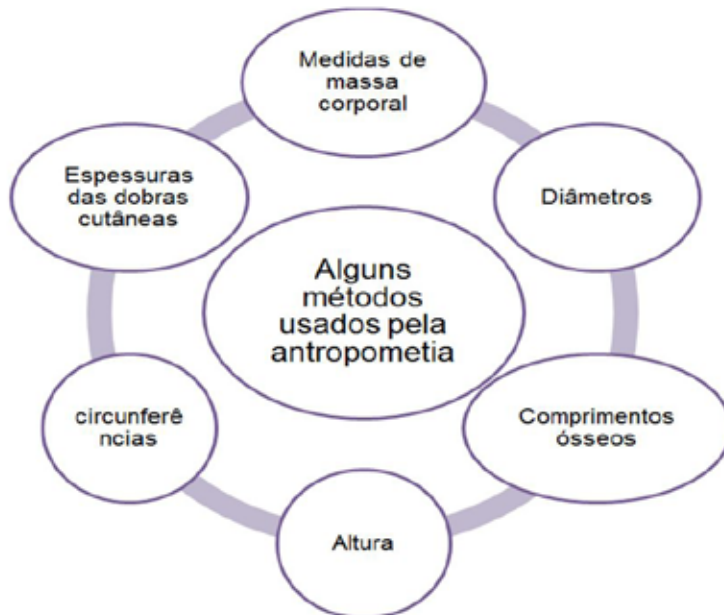 Medidas de
massa
corporal
Espessuras
das dobras
cutâneas
Diâmetros
Alguns
métodos
usados pela
antropometia
circunferê
ncias
Comprimentos
ósseos
Altura